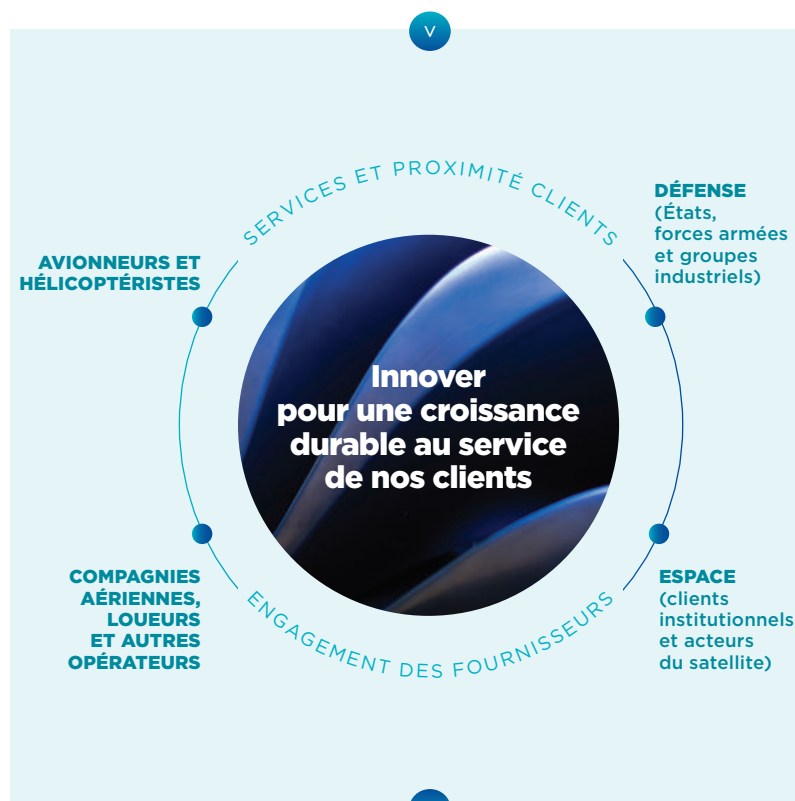 V
SERVICES ET PROXIMITÉ CLIENTS
DÉFENSE
(États,
forces armées
et groupes
industriels)
AVIONNEURS ET
HÉLICOPTÉRISTES
Innover
pour une croissance
durable au service
de nos clients
COMPAGNIES
AÉRIENNES,
LOUEURS
ET AUTRES
OPÉRATEURS
ESPACE
(clients
institutionnels
et acteurs
du satellite)
ENGAGEMENT DES FOURNISSEURS